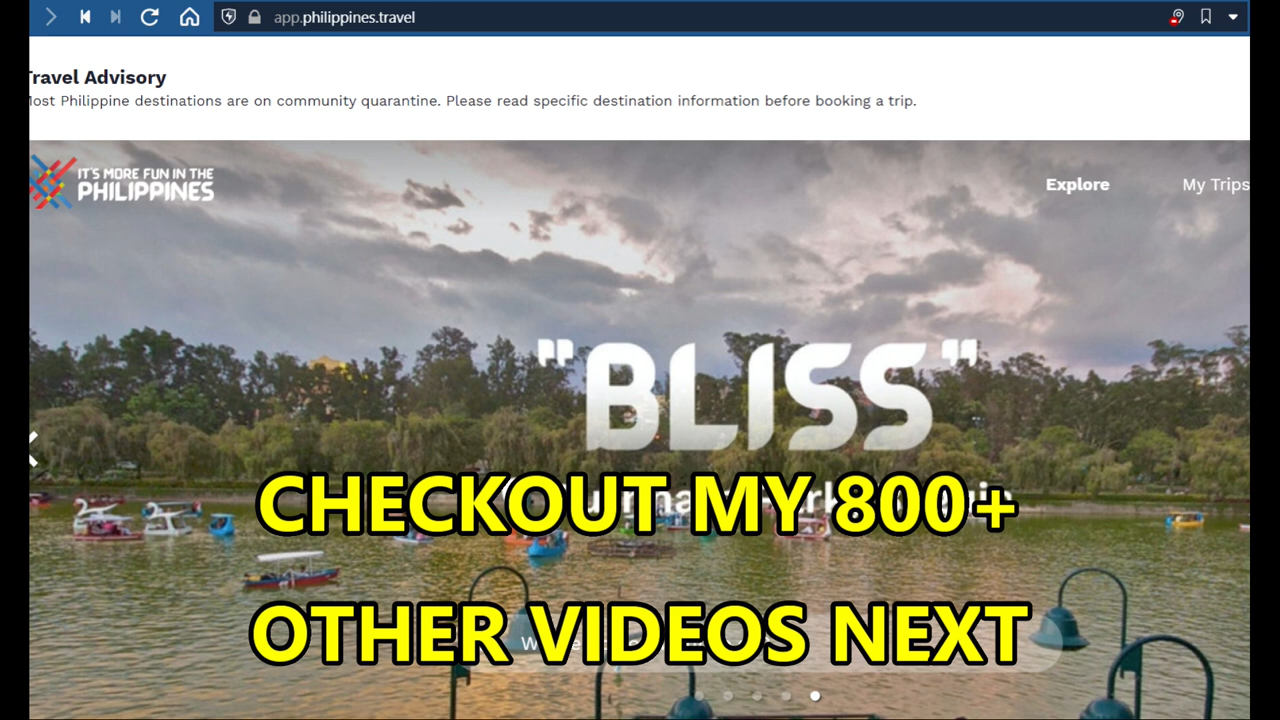 app.philippines.travel
Travel Advisory
Most Philippine destinations are on community quarantine. Please read specific destination information before booking a trip.
IT'S MORE FUN IN THE
PHILIPPINES
Explore
My Trips
"BLISS"
CHECKOUT MY 800+
OTHER VIDEOS NEXT